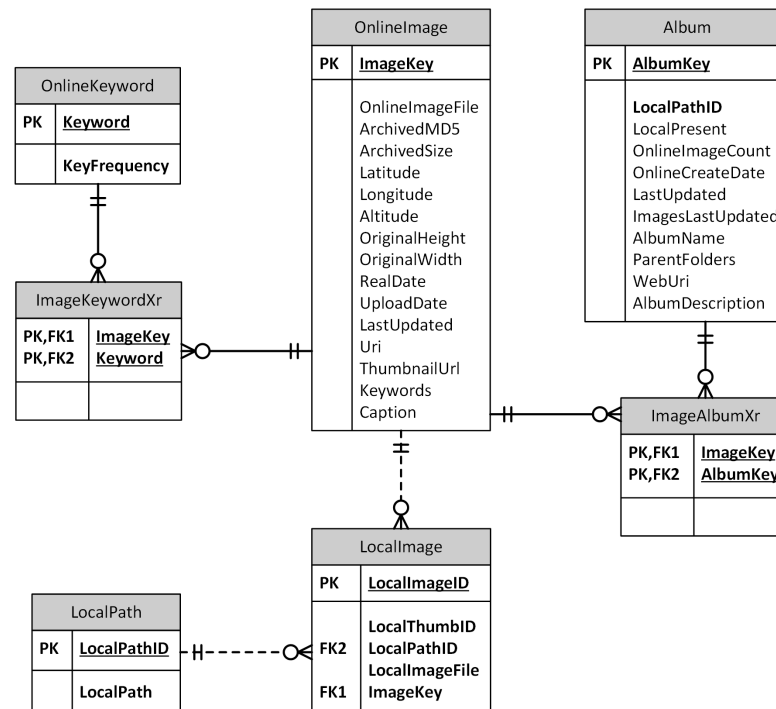 OnlineImage
PK ImageKey
OnlineImageFile
ArchivedMD5
ArchivedSize
Latitude
Longitude
Altitude
OriginalHeight
OriginalWidth
RealDate
UploadDate
LastUpdated
Uri
ThumbnailUrl
Keywords
Caption
Album
PK AlbumKey
LocalPathID
LocalPresent
OnlineImageCount
OnlineCreateDate
LastUpdated
ImagesLastUpdated
AlbumName
ParentFolders
WebUri
AlbumDescription
OnlineKeyword
PK Keyword
KeyFrequency
ImageKeywordXr
PK,FK1 ImageKey
PK,FK2 Keyword
ImageAlbumXr
PK,FK1 ImageKey
PK,FK2 AlbumKey
LocalImage
PK LocalImageID
LocalThumbID
FK2 LocalPathID
LocalImageFile
FK1 ImageKey
LocalPath
PK LocalPathID
LocalPath